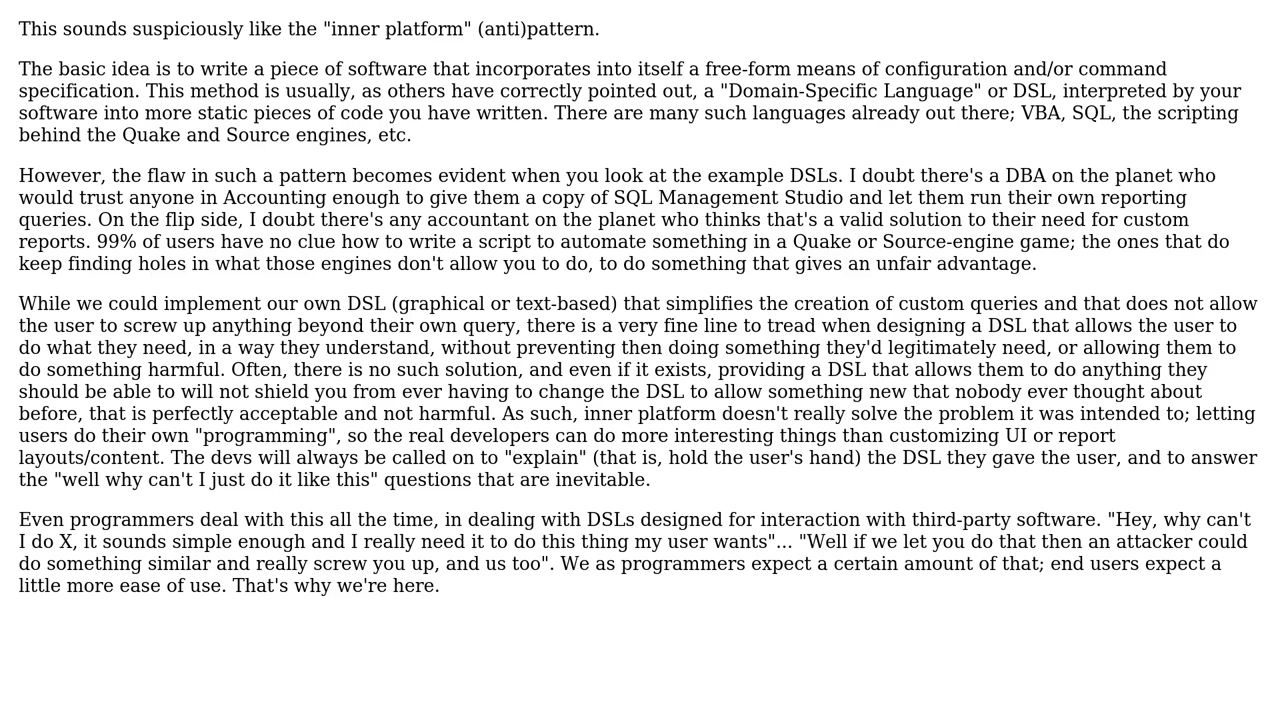 This sounds suspiciously like the "inner platform" (anti)pattern.
The basic idea is to write a piece of software that incorporates into itself a free-form means of configuration and/or command
specification. This method is usually, as others have correctly pointed out, a "Domain-Specific Language" or DSL, interpreted by your
software into more static pieces of code you have written. There are many such languages already out there; VBA, SQL, the scripting
behind the Quake and Source engines, etc.
However, the flaw in such a pattern becomes evident when you look at the example DSLs. I doubt there's a DBA on the planet who
would trust anyone in Accounting enough to give them a copy of SQL Management Studio and let them run their own reporting
queries. On the flip side, I doubt there's any accountant on the planet who thinks that's a valid solution to their need for custom
reports. 99% of users have no clue how to write a script to automate something in a Quake or Source-engine game; the ones that do
keep finding holes in what those engines don't allow you to do, to do something that gives an unfair advantage.
While we could implement our own DSL (graphical or text-based) that simplifies the creation of custom queries and that does not allow
the user to screw up anything beyond their own query, there is a very fine line to tread when designing a DSL that allows the user to
do what they need, in a way they understand, without preventing then doing something they'd legitimately need, or allowing them to
do something harmful. Often, there is no such solution, and even if it exists, providing a DSL that allows them to do anything they
should be able to will not shield you from ever having to change the DSL to allow something new that nobody ever thought about
before, that is perfectly acceptable and not harmful. As such, inner platform doesn't really solve the problem it was intended to; letting
users do their own "programming", so the real developers can do more interesting things than customizing UI or report
layouts/content. The devs will always be called on to "explain" (that is, hold the user's hand) the DSL they gave the user, and to answer
the "well why can't I just do it like this" questions that are inevitable.
Even programmers deal with this all the time, in dealing with DSLs designed for interaction with third-party software. "Hey, why can't
I do X, it sounds simple enough and I really need it to do this thing my user wants"... "Well if we let you do that then an attacker could
do something similar and really screw you up, and us too". We as programmers expect a certain amount of that; end users expect a
little more ease of use. That's why we're here.